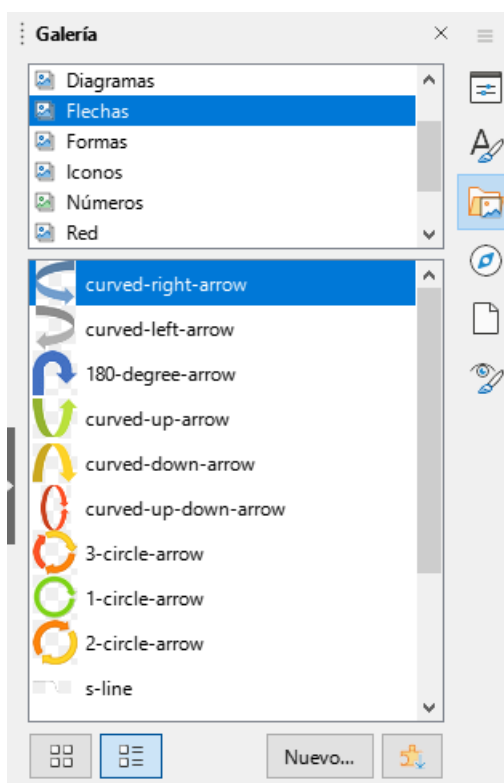 Galería
Diagramas
Flechas
Formas
Iconos
Números
Red
curved-right-arrow
curved-left-arrow
180-degree-arrow
curved-up-arrow
curved-down-arrow
curved-up-down-arrow
3-circle-arrow
1-circle-arrow
2-circle-arrow
s-line
Nuevo...